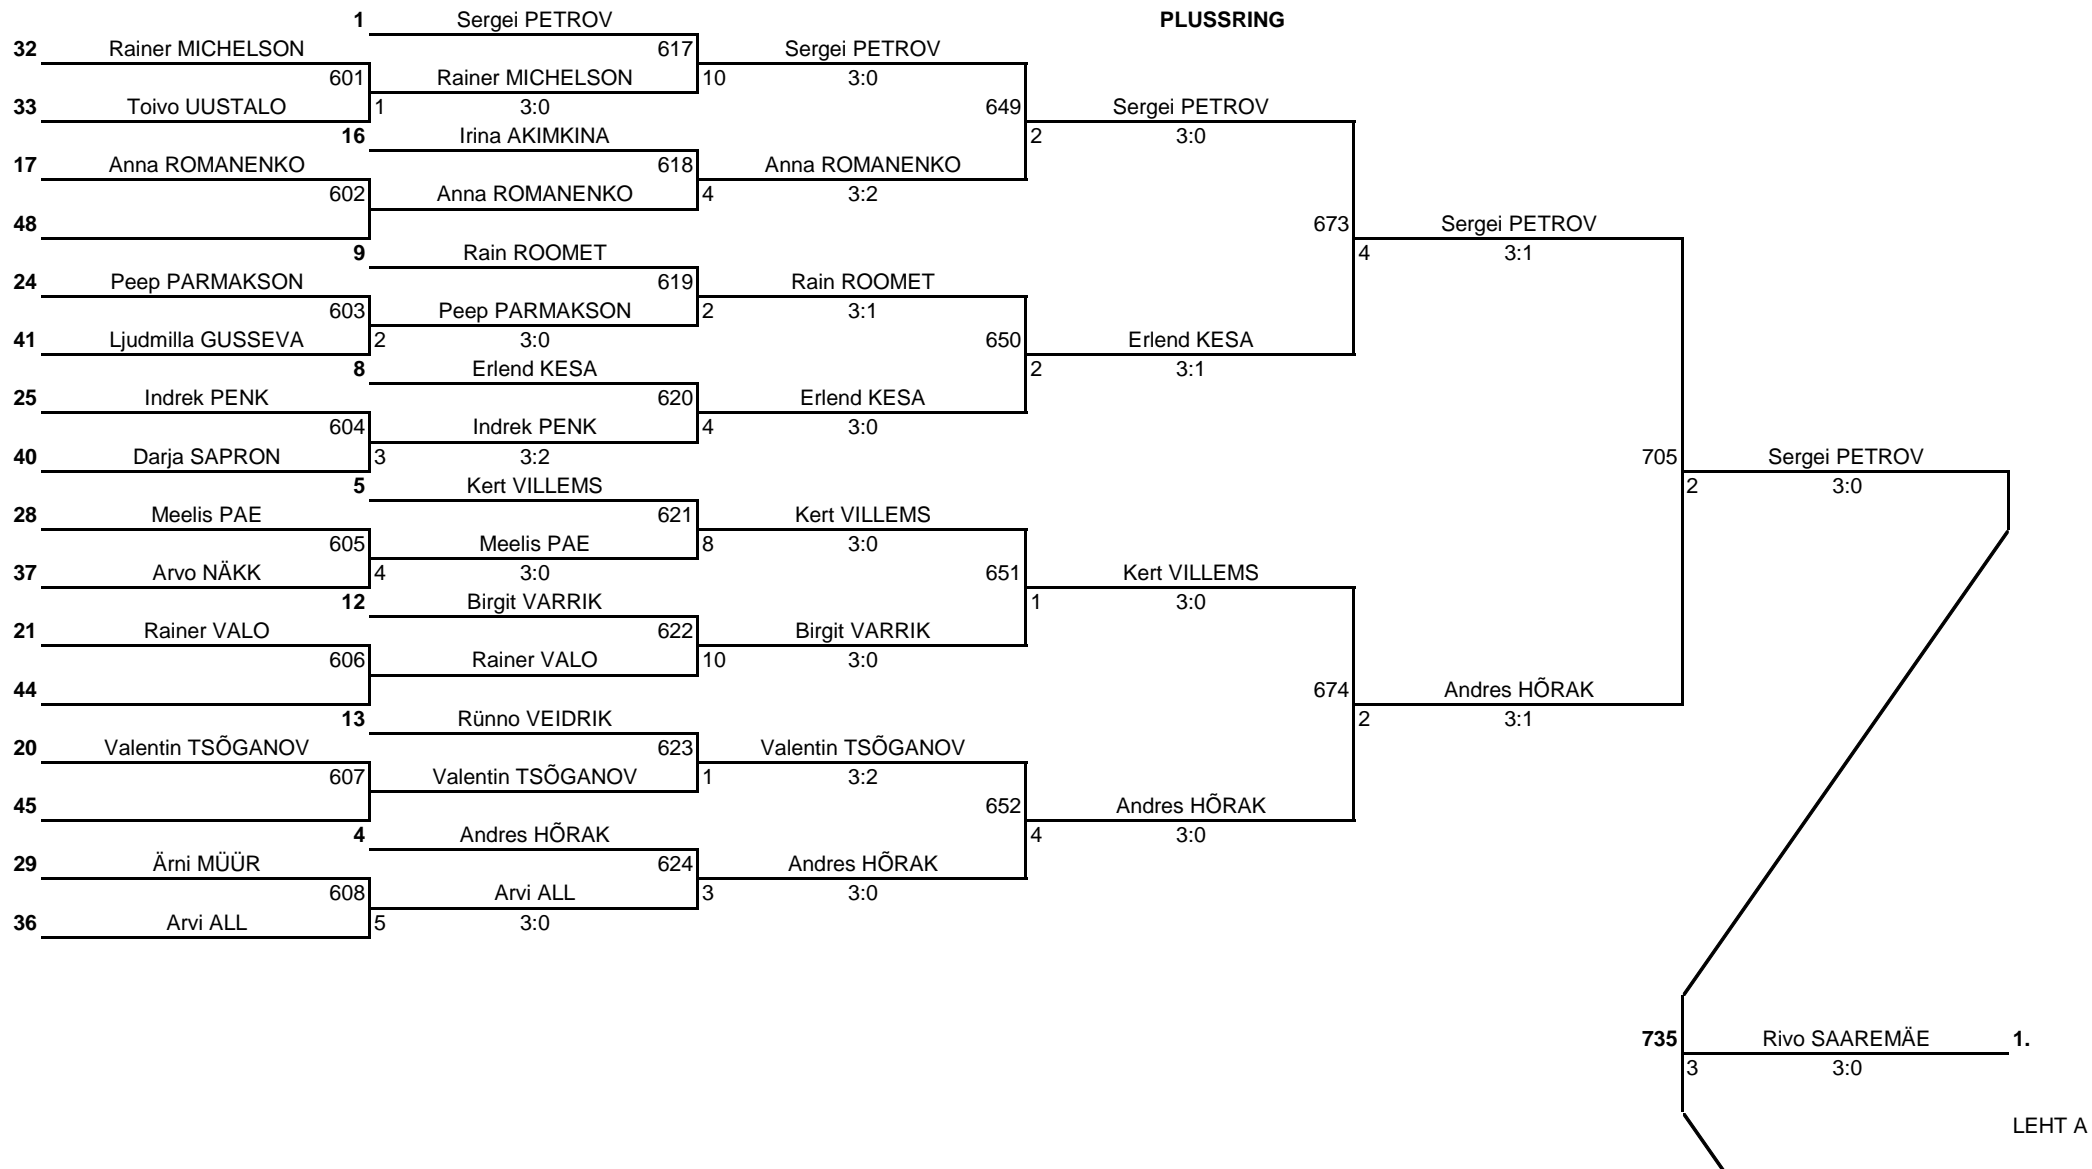 1 Sergei PETROV PLUSSRING
32 Rainer MICHELSON 617 Sergei PETROV
601 Rainer MICHELSON 10 3:0
33 Toivo UUSTALO 1 3:0 649 Sergei PETROV
16 Irina AKIMKINA 2 3:0
17 Anna ROMANENKO 618 Anna ROMANENKO
602 Anna ROMANENKO 4 3:2
48 673 Sergei PETROV
9 Rain ROOMET 4 3:1
24 Peep PARMAKSON 619 Rain ROOMET
603 Peep PARMAKSON 2 3:1
41 Ljudmilla GUSSEVA 2 3:0 650 Erlend KESA
8 Erlend KESA 2 3:1
25 Indrek PENK 620 Erlend KESA
604 Indrek PENK 4 3:0
40 Darja SAPRON 3 3:2 705 Sergei PETROV
5 Kert VILLEMS 2 3:0
28 Meelis PAE 621 Kert VILLEMS
605 Meelis PAE 8 3:0
37 Arvo NÄKK 4 3:0 651 Kert VILLEMS
12 Birgit VARRIK 1 3:0
21 Rainer VALO 622 Birgit VARRIK
606 Rainer VALO 10 3:0
44 674 Andres HÕRAK
13 Rünno VEIDRIK 2 3:1
20 Valentin TSÕGANOV 623 Valentin TSÕGANOV
607 Valentin TSÕGANOV 1 3:2
45 652 Andres HÕRAK
4 Andres HÕRAK 4 3:0
29 Ärni MÜÜR 624 Andres HÕRAK
608 Arvi ALL 3 3:0
36 Arvi ALL 5 3:0
735 Rivo SAAREMÄE 1.
3 3:0
LEHT A